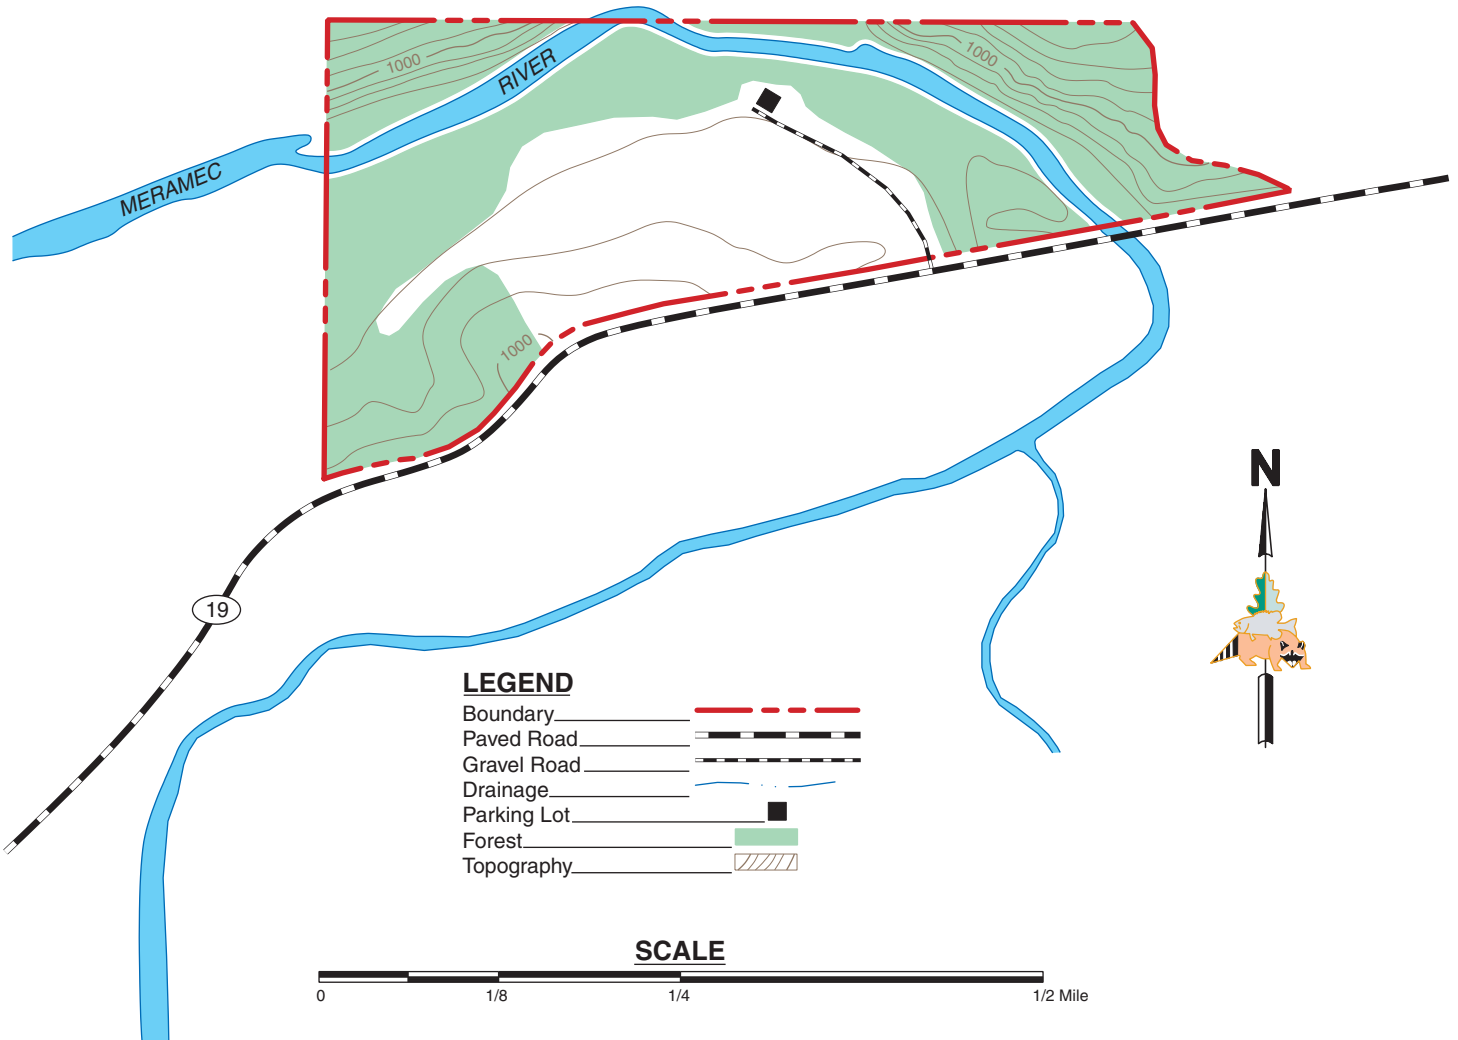 1000
1000
MERAMEC
RIVER
1000
19
N
LEGEND
Boundary
Paved Road
Gravel Road
Drainage
Parking Lot
Forest
Topography
SCALE
0 1/8 1/4 1/2 Mile